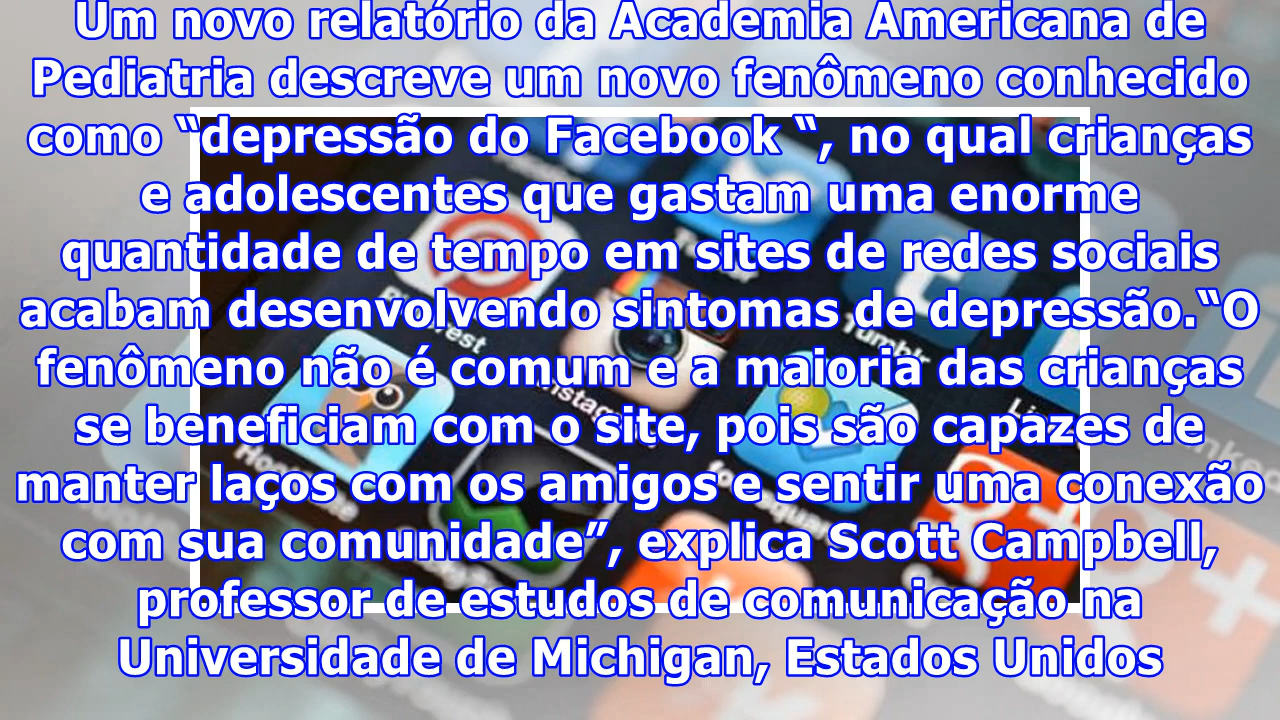 Um novo relatório da Academia Americana de
Pediatria descreve um novo fenômeno conhecido
como “depressão do Facebook “, no qual crianças
e adolescentes que gastam uma enorme
quantidade de tempo em sites de redes sociais
acabam desenvolvendo sintomas de depressão.“O
fenômeno não é comum e a maioria das crianças
se beneficiam com o site, pois são capazes de
manter laços com os amigos e sentir uma conexão
com sua comunidade”, explica Scott Campbell,
professor de estudos de comunicação na
Universidade de Michigan, Estados Unidos
Tumblr